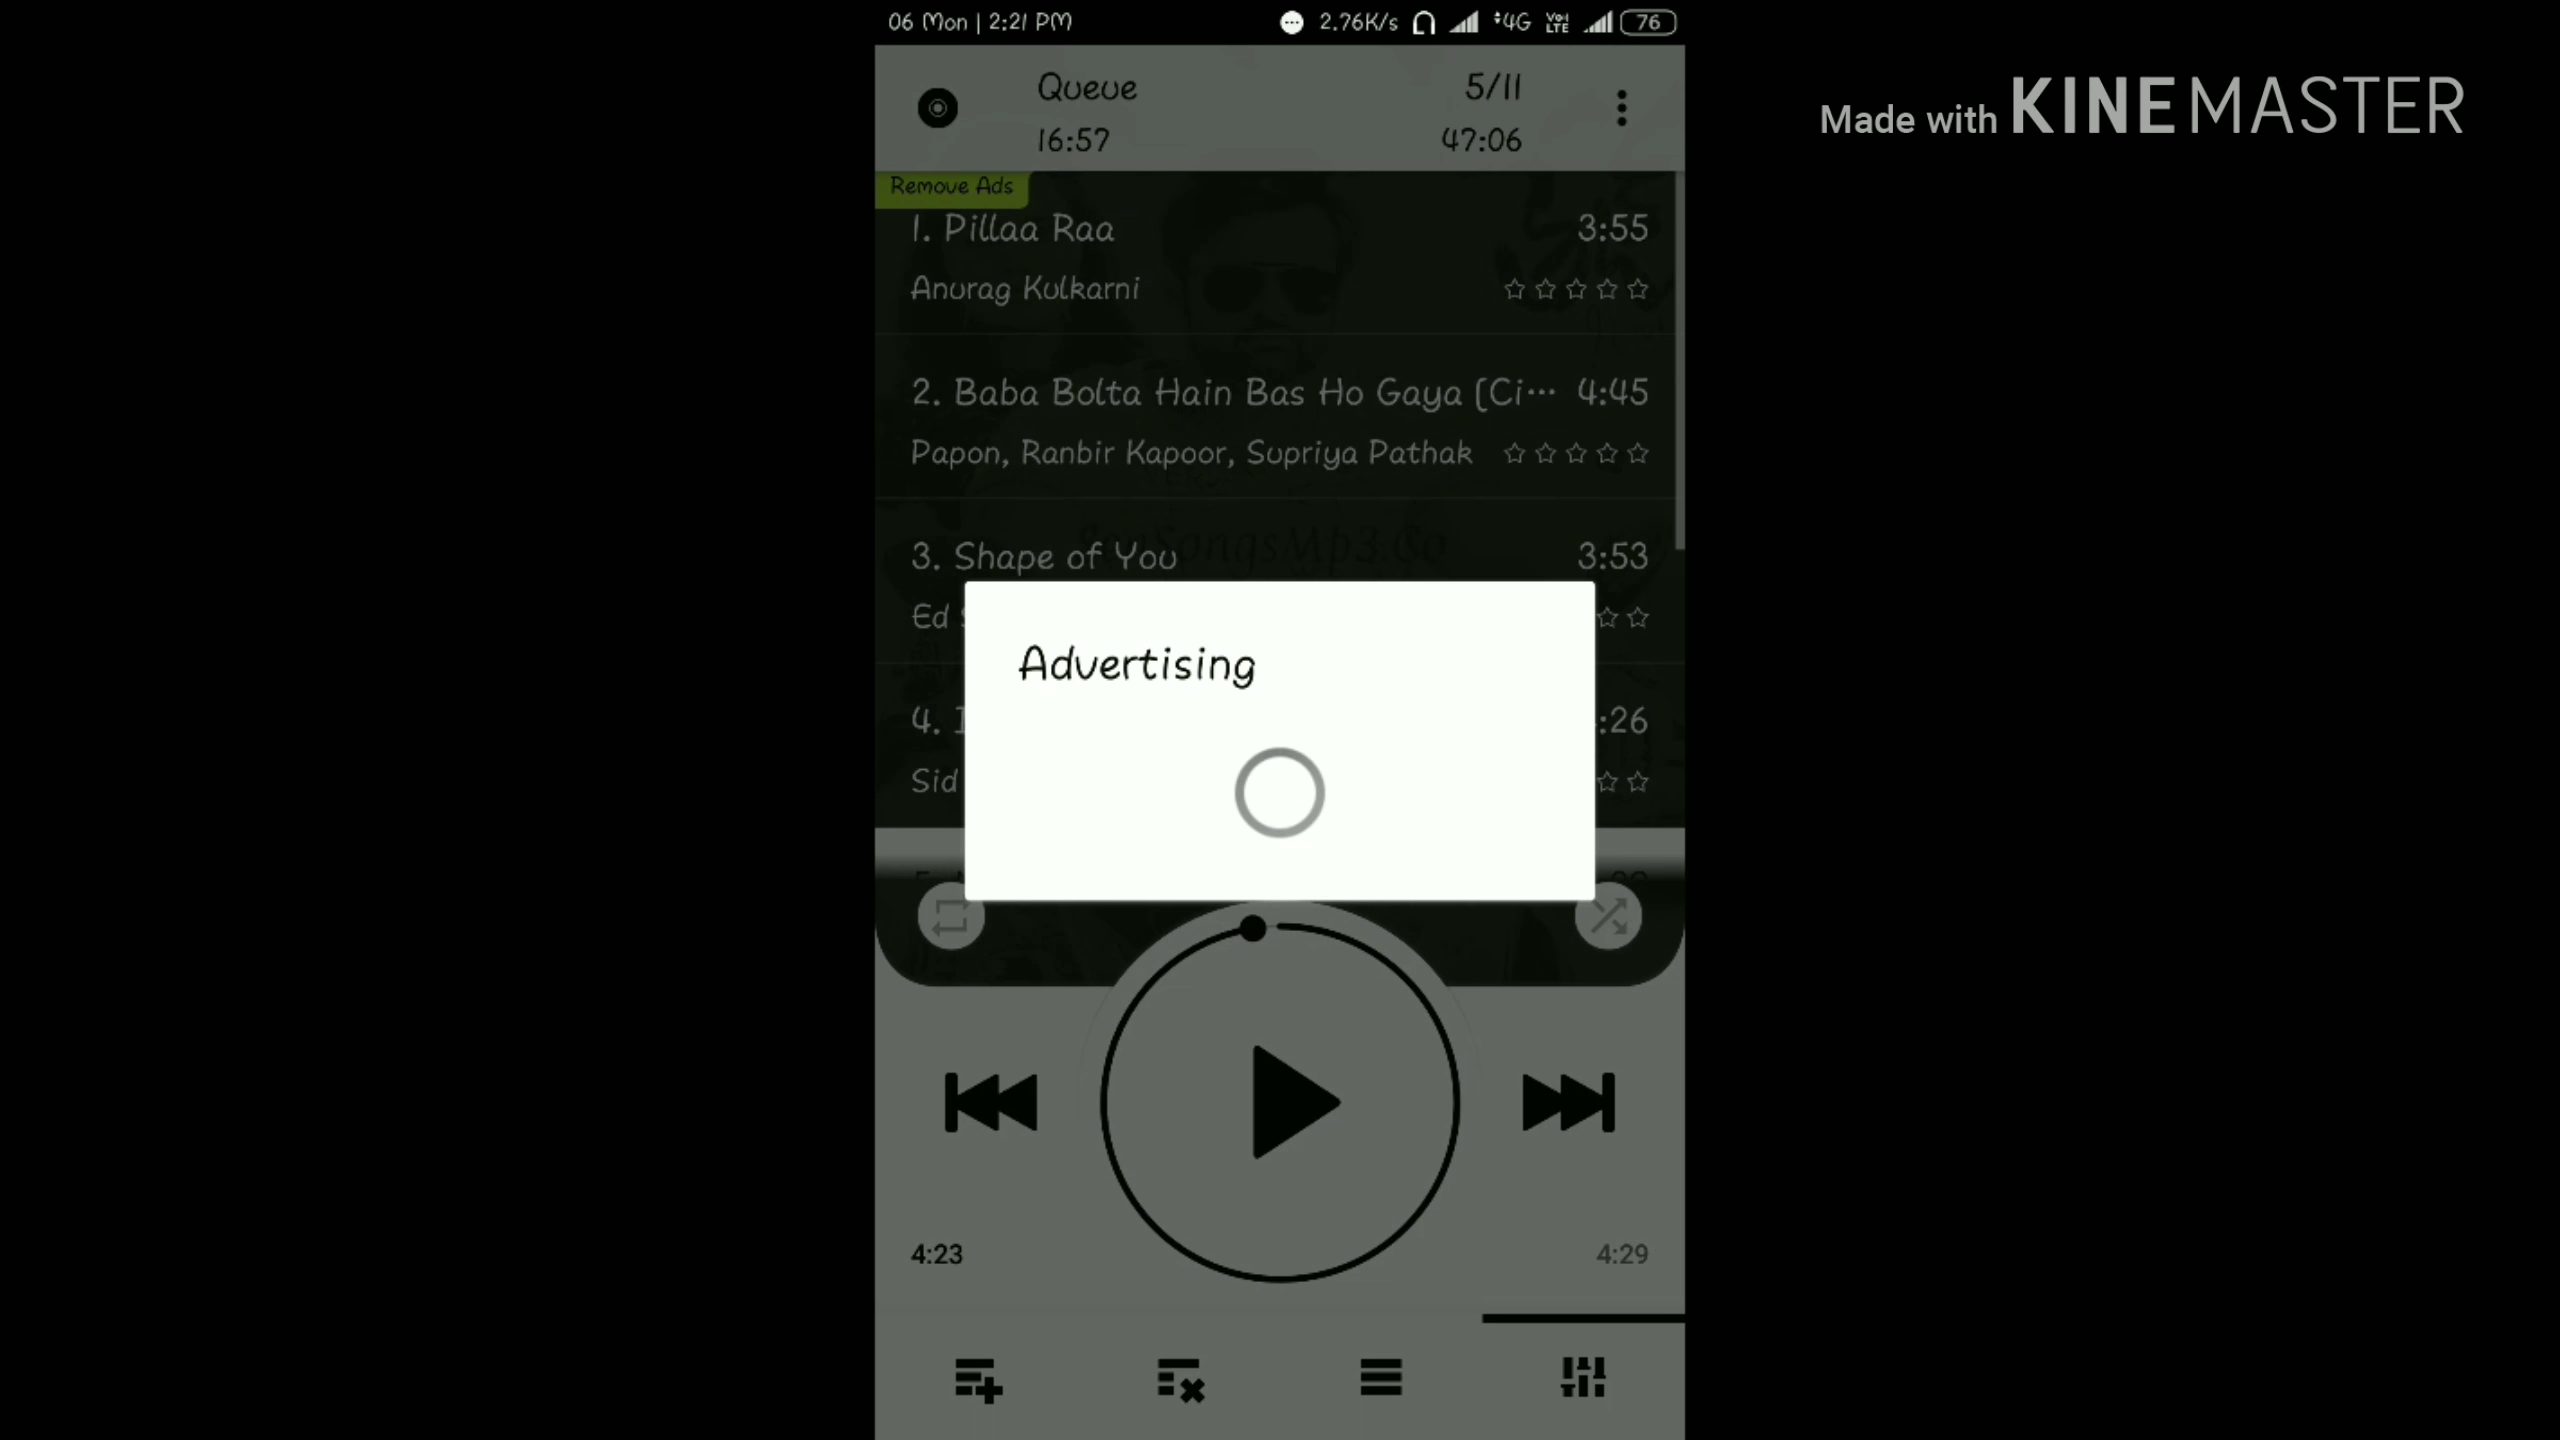 06 Mon | 2:21 PM
2.76K/s
4G
Vo LTE
76
Made with KINEMASTER
Queue
5/11
16:57
47:06
Remove Ads
1. Pillaa Raa
3:55
Anurag Kulkarni
2. Baba Bolta Hain Bas Ho Gaya (Ci...
4:45
Papon, Ranbir Kapoor, Supriya Pathak
3. Shape of You
3:53
Ed
Advertising
4.
:26
Sid
4:23
4:29